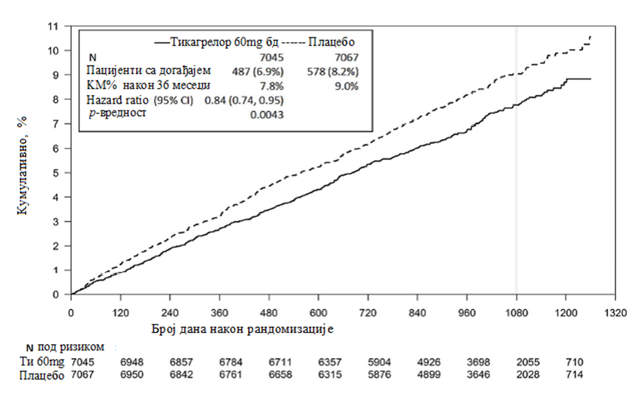 Тикагрелор 60mg бд Плацебо
N 7045 7067
Пацијенти са догађајем 487 (6.9%) 578 (8.2%)
KM% након 36 месеци 7.8% 9.0%
Hazard ratio (95% CI) 0.84 (0.74, 0.95)
p-вредност 0.0043
Кумулативно, %
11
10
9
8
7
6
5
4
3
2
1
0
0 120 240 360 480 600 720 840 960 1080 1200 1320
Број дана након рандомизације
N под ризиком
Ти 60mg 7045 6948 6857 6784 6711 6357 5904 4926 3698 2055 710
Плацебо 7067 6950 6842 6761 6658 6315 5876 4899 3646 2028 714